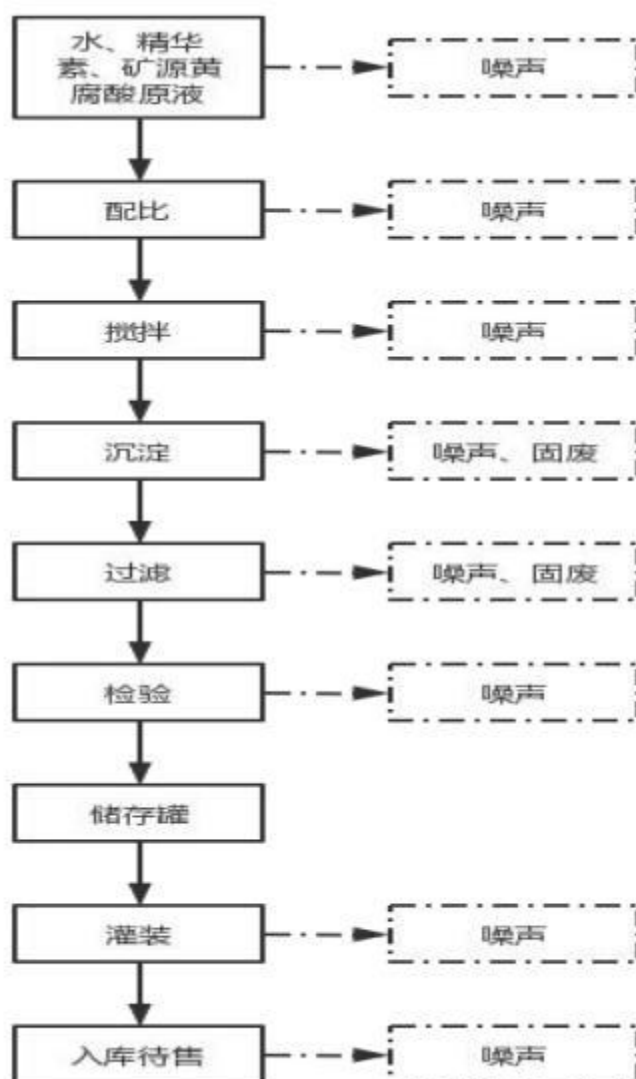 水、精华
素、矿源黄
腐酸原液
噪声
配比
噪声
搅拌
噪声
沉淀
噪声、固废
过滤
噪声、固废
检验
噪声
储存罐
灌装
噪声
入库待售
噪声